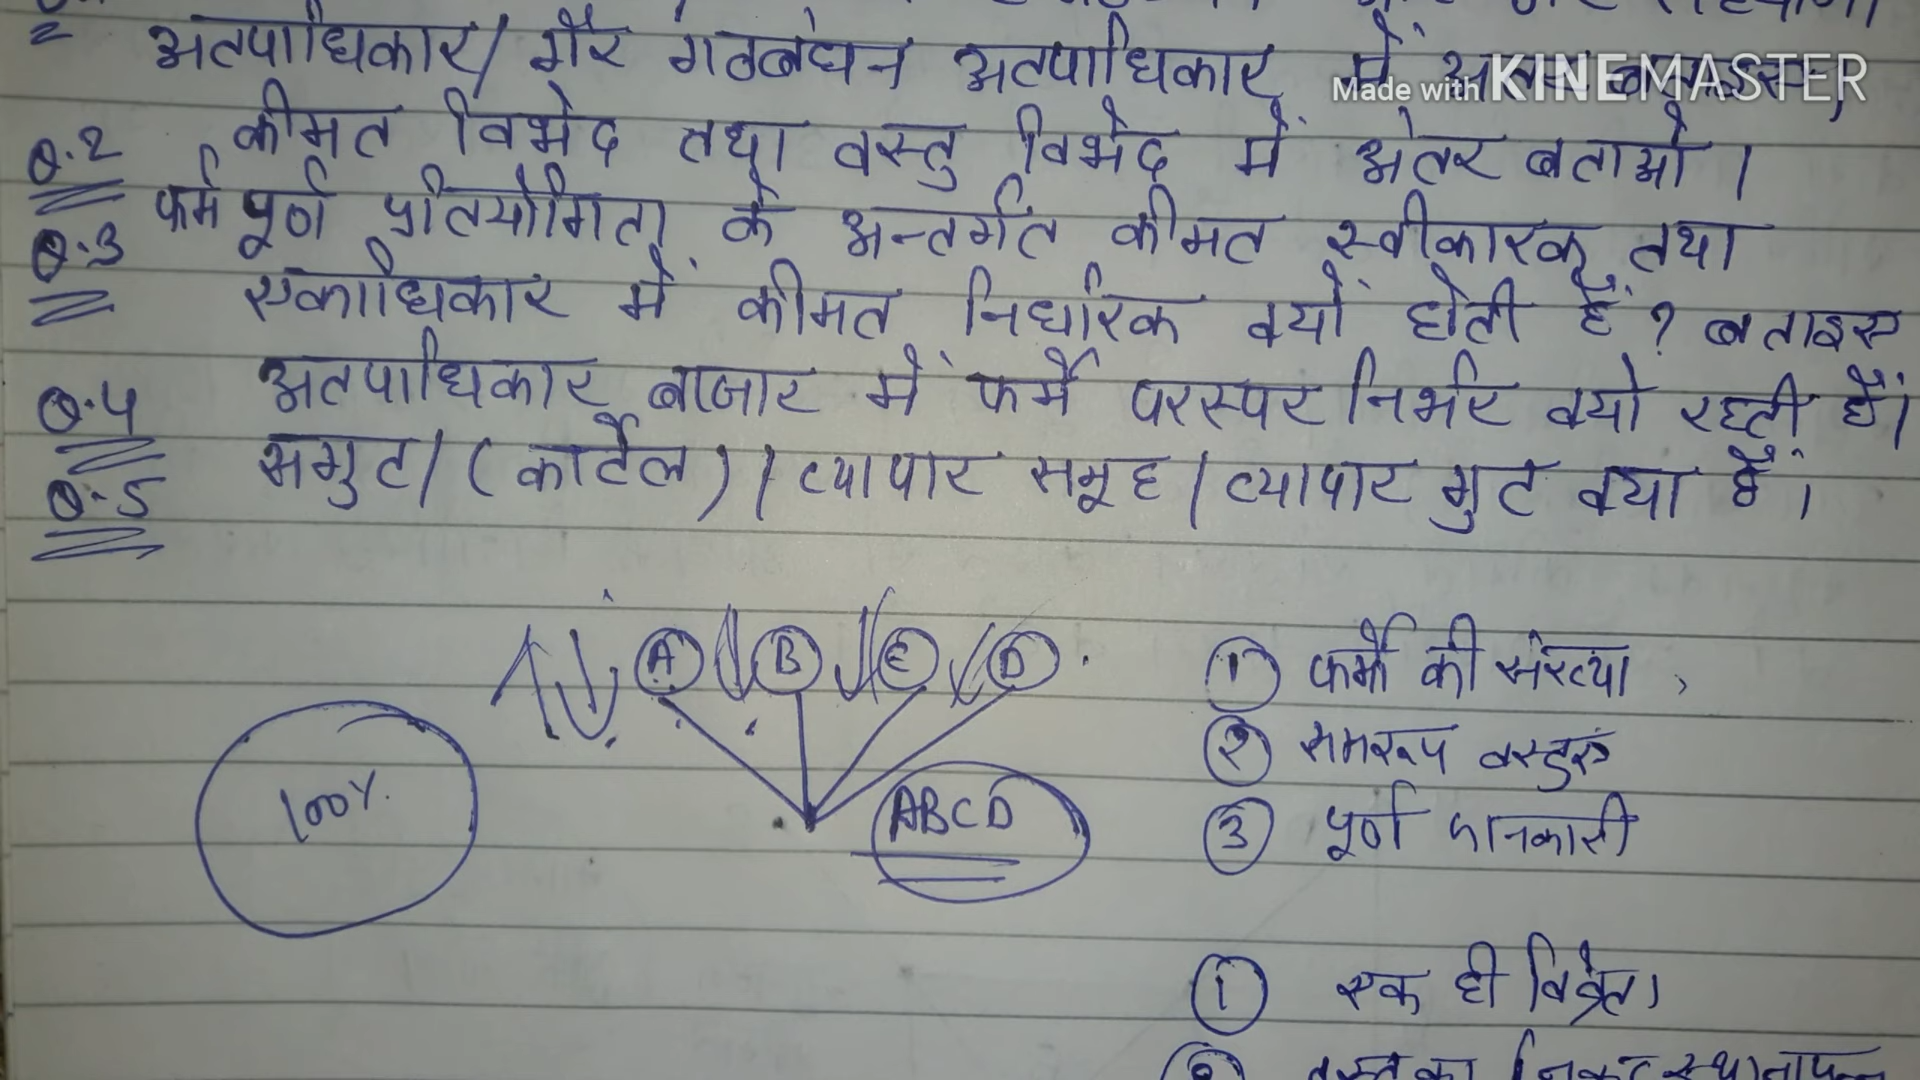 अल्पाधिकार/ गैर गठबंधन अल्पाधिकार में
Made with KINEMASTER
Q.2 कीमत विभेद तथा वस्तु विभेद में अंतर बताओ।
Q.3 फर्म पूर्ण प्रतियोगिता के अन्तर्गत कीमत स्वीकारक तथा
एकाधिकार में कीमत निर्धारक क्यों होती हैं? बताइए
Q.4 अल्पाधिकार बाजार में फर्में परस्पर निर्भर क्यो रहती हैं।
Q.5 समुट/(कार्टेल)/व्यापार समूह/व्यापार गुट क्या हैं।
A B C D
① फर्मों की संख्या,
② समरूप वस्तुएं
100%.
ABCD
③ पूर्ण जानकारी
① एक ही विक्रेता